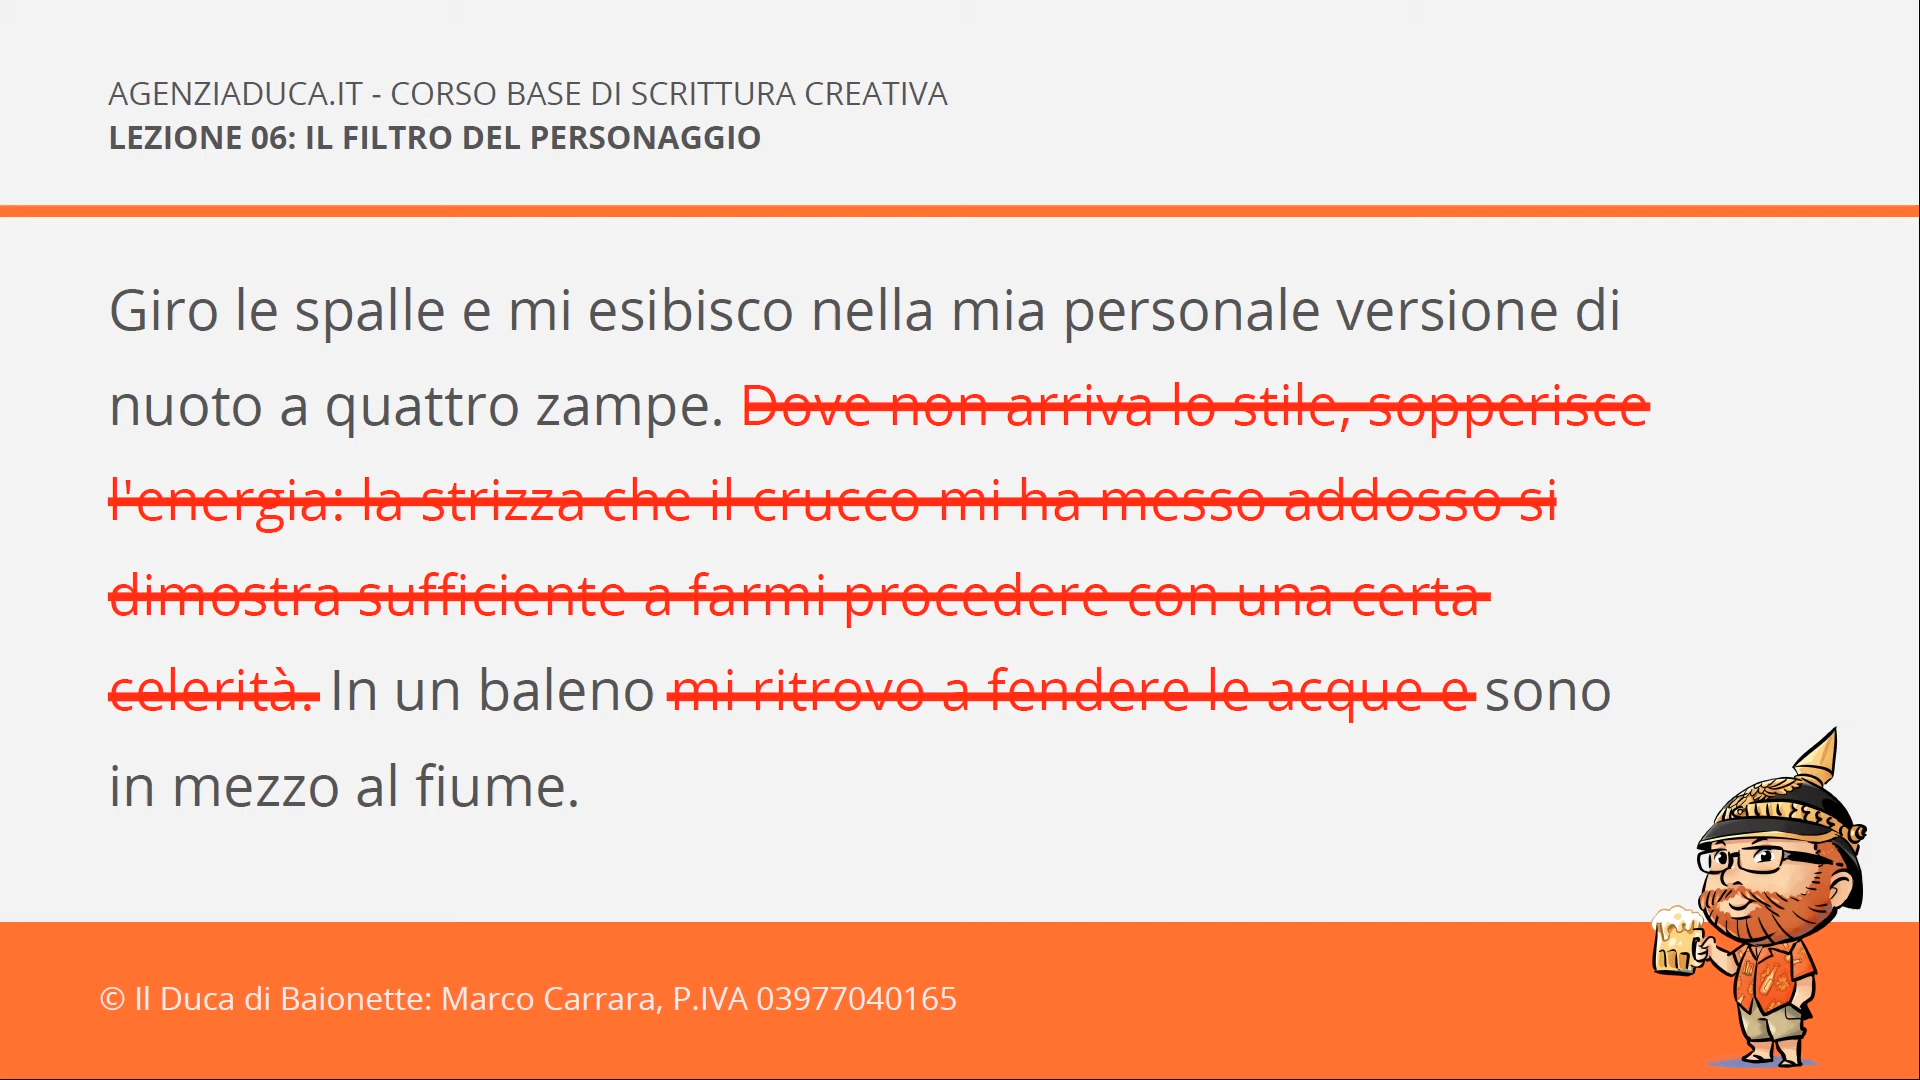 AGENZIADUCA.IT - CORSO BASE DI SCRITTURA CREATIVA
LEZIONE 06: IL FILTRO DEL PERSONAGGIO
Giro le spalle e mi esibisco nella mia personale versione di
nuoto a quattro zampe. Dove non arriva lo stile, sopperisce
l'energia: la strizza che il crucco mi ha messo addosso si
dimostra sufficiente a farmi procedere con una certa
celerità. In un baleno mi ritrovo a fendere le acque e sono
in mezzo al fiume.
© Il Duca di Baionette: Marco Carrara, P.IVA 03977040165